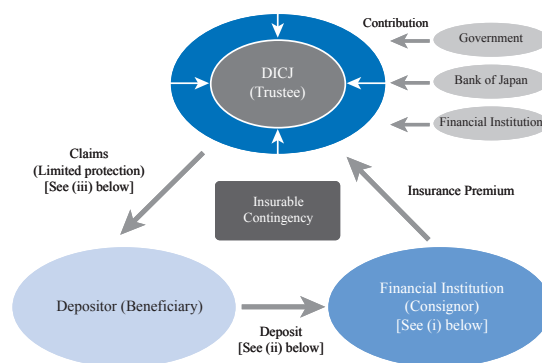 Contribution
Government
Bank of Japan
Financial Institution
DICJ
(Trustee)
Claims
(Limited protection)
[See (iii) below]
Insurable
Contingency
Insurance Premium
Depositor (Beneficiary)
Deposit
[See (ii) below]
Financial Institution
(Consignor)
[See (i) below]